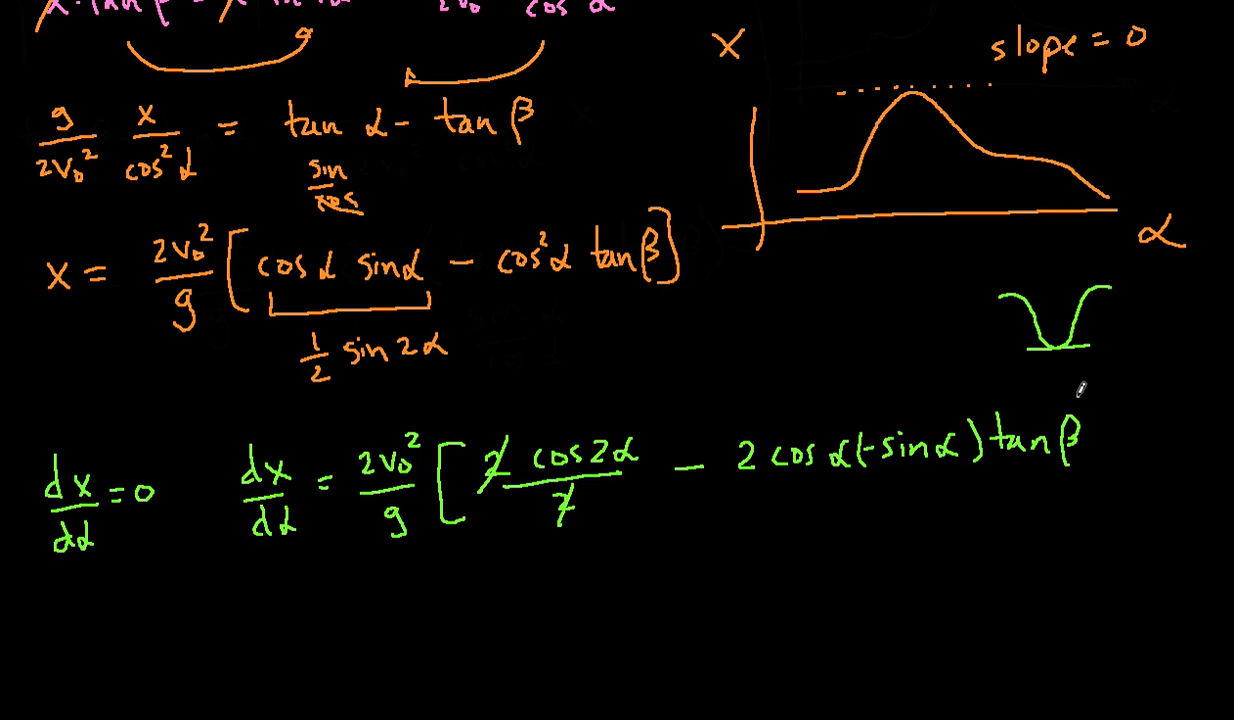 x
slope = 0
g/2v₀² x/cos²α = tan α - tan β
sin/cos
x = 2v₀²/g [cos α sin α - cos²α tan β]
α
1/2 sin 2α
dx/dα = 0 dx/dα = 2v₀²/g [2 cos 2α/2 - 2 cos α(-sin α) tan β